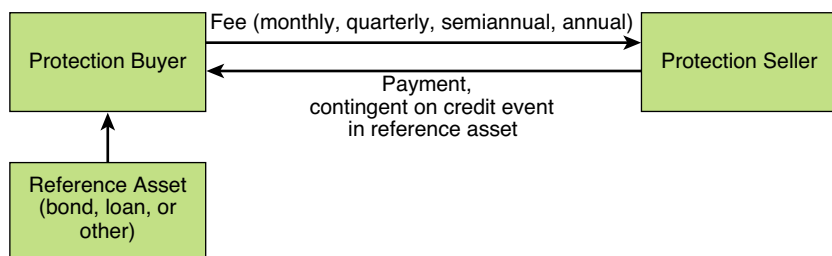 Fee (monthly, quarterly, semiannual, annual)
Protection Buyer
Protection Seller
Payment,
contingent on credit event
in reference asset
Reference Asset
(bond, loan, or
other)